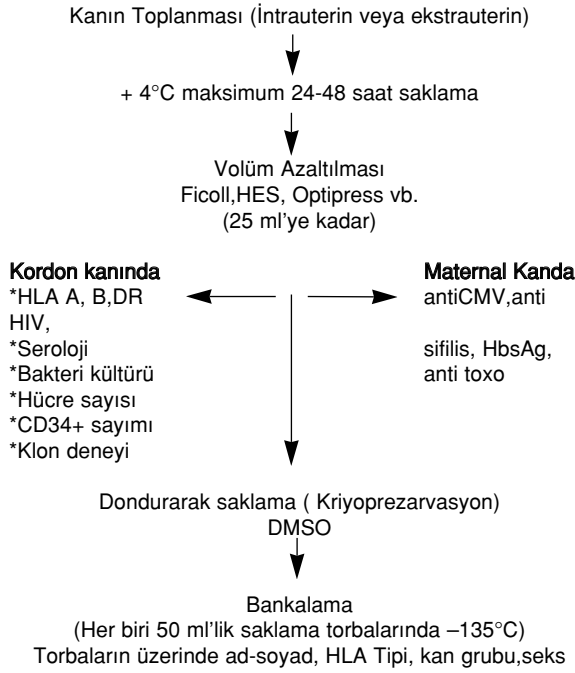 Kanın Toplanması (İntrauterin veya ekstrauterin)
+ 4°C maksimum 24-48 saat saklama
Volüm Azaltılması
Ficoll,HES, Optipress vb.
(25 ml'ye kadar)
Kordon kanında
*HLA A, B,DR
HIV,
*Seroloji
*Bakteri kültürü
*Hücre sayısı
*CD34+ sayımı
*Klon deneyi
Maternal Kanda
antiCMV,anti
sifilis, HbsAg,
anti toxo
Dondurarak saklama ( Kriyoprezarvasyon)
DMSO
Bankalama
(Her biri 50 ml'lik saklama torbalarında –135°C)
Torbaların üzerinde ad-soyad, HLA Tipi, kan grubu,seks